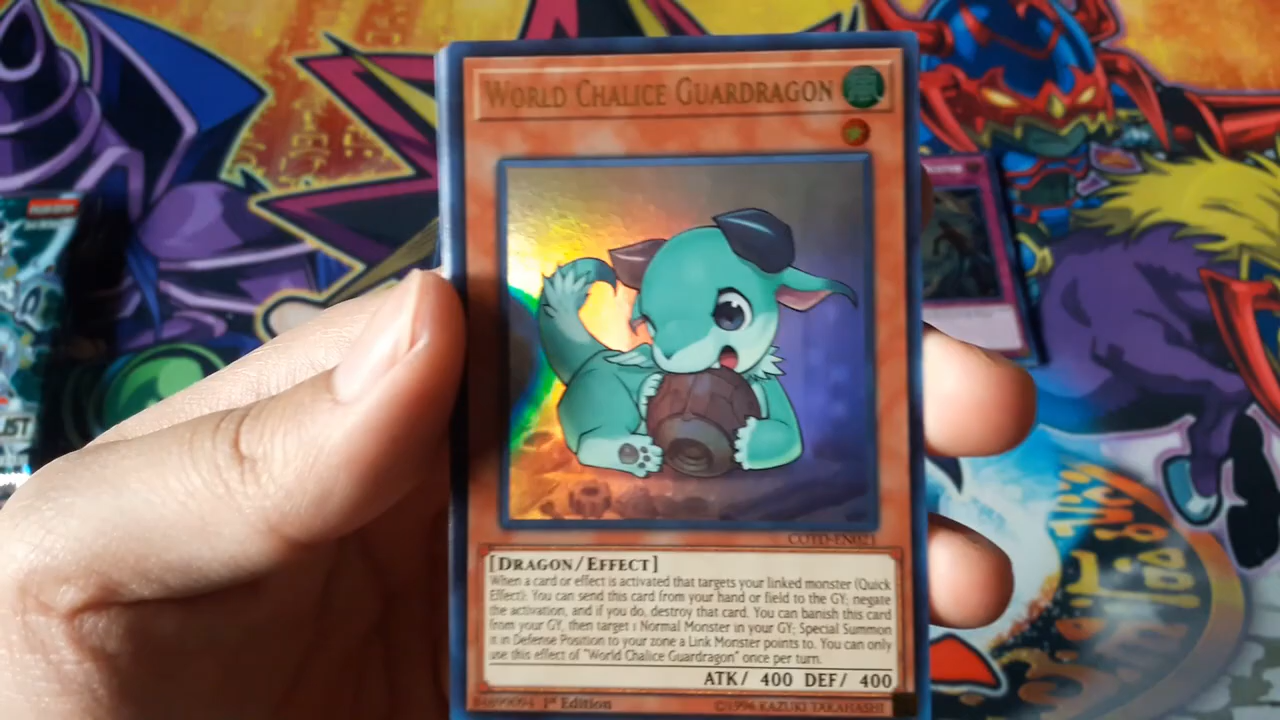 WORLD CHALICE GUARDRAGON
COTD-EN021
[DRAGON/EFFECT]
When a card or effect is activated that targets your linked monster (Quick
Effect): You can send this card from your hand or field to the GY; negate
the activation, and if you do, destroy that card. You can banish this card
from your GY, then target 1 Normal Monster in your GY; Special Summon
it in Defense Position to your zone a Link Monster points to. You can only
use this effect of "World Chalice Guardragon" once per turn.
ATK/ 400 DEF/ 400
1st Edition
©1996 KAZUKI TAKAHASHI